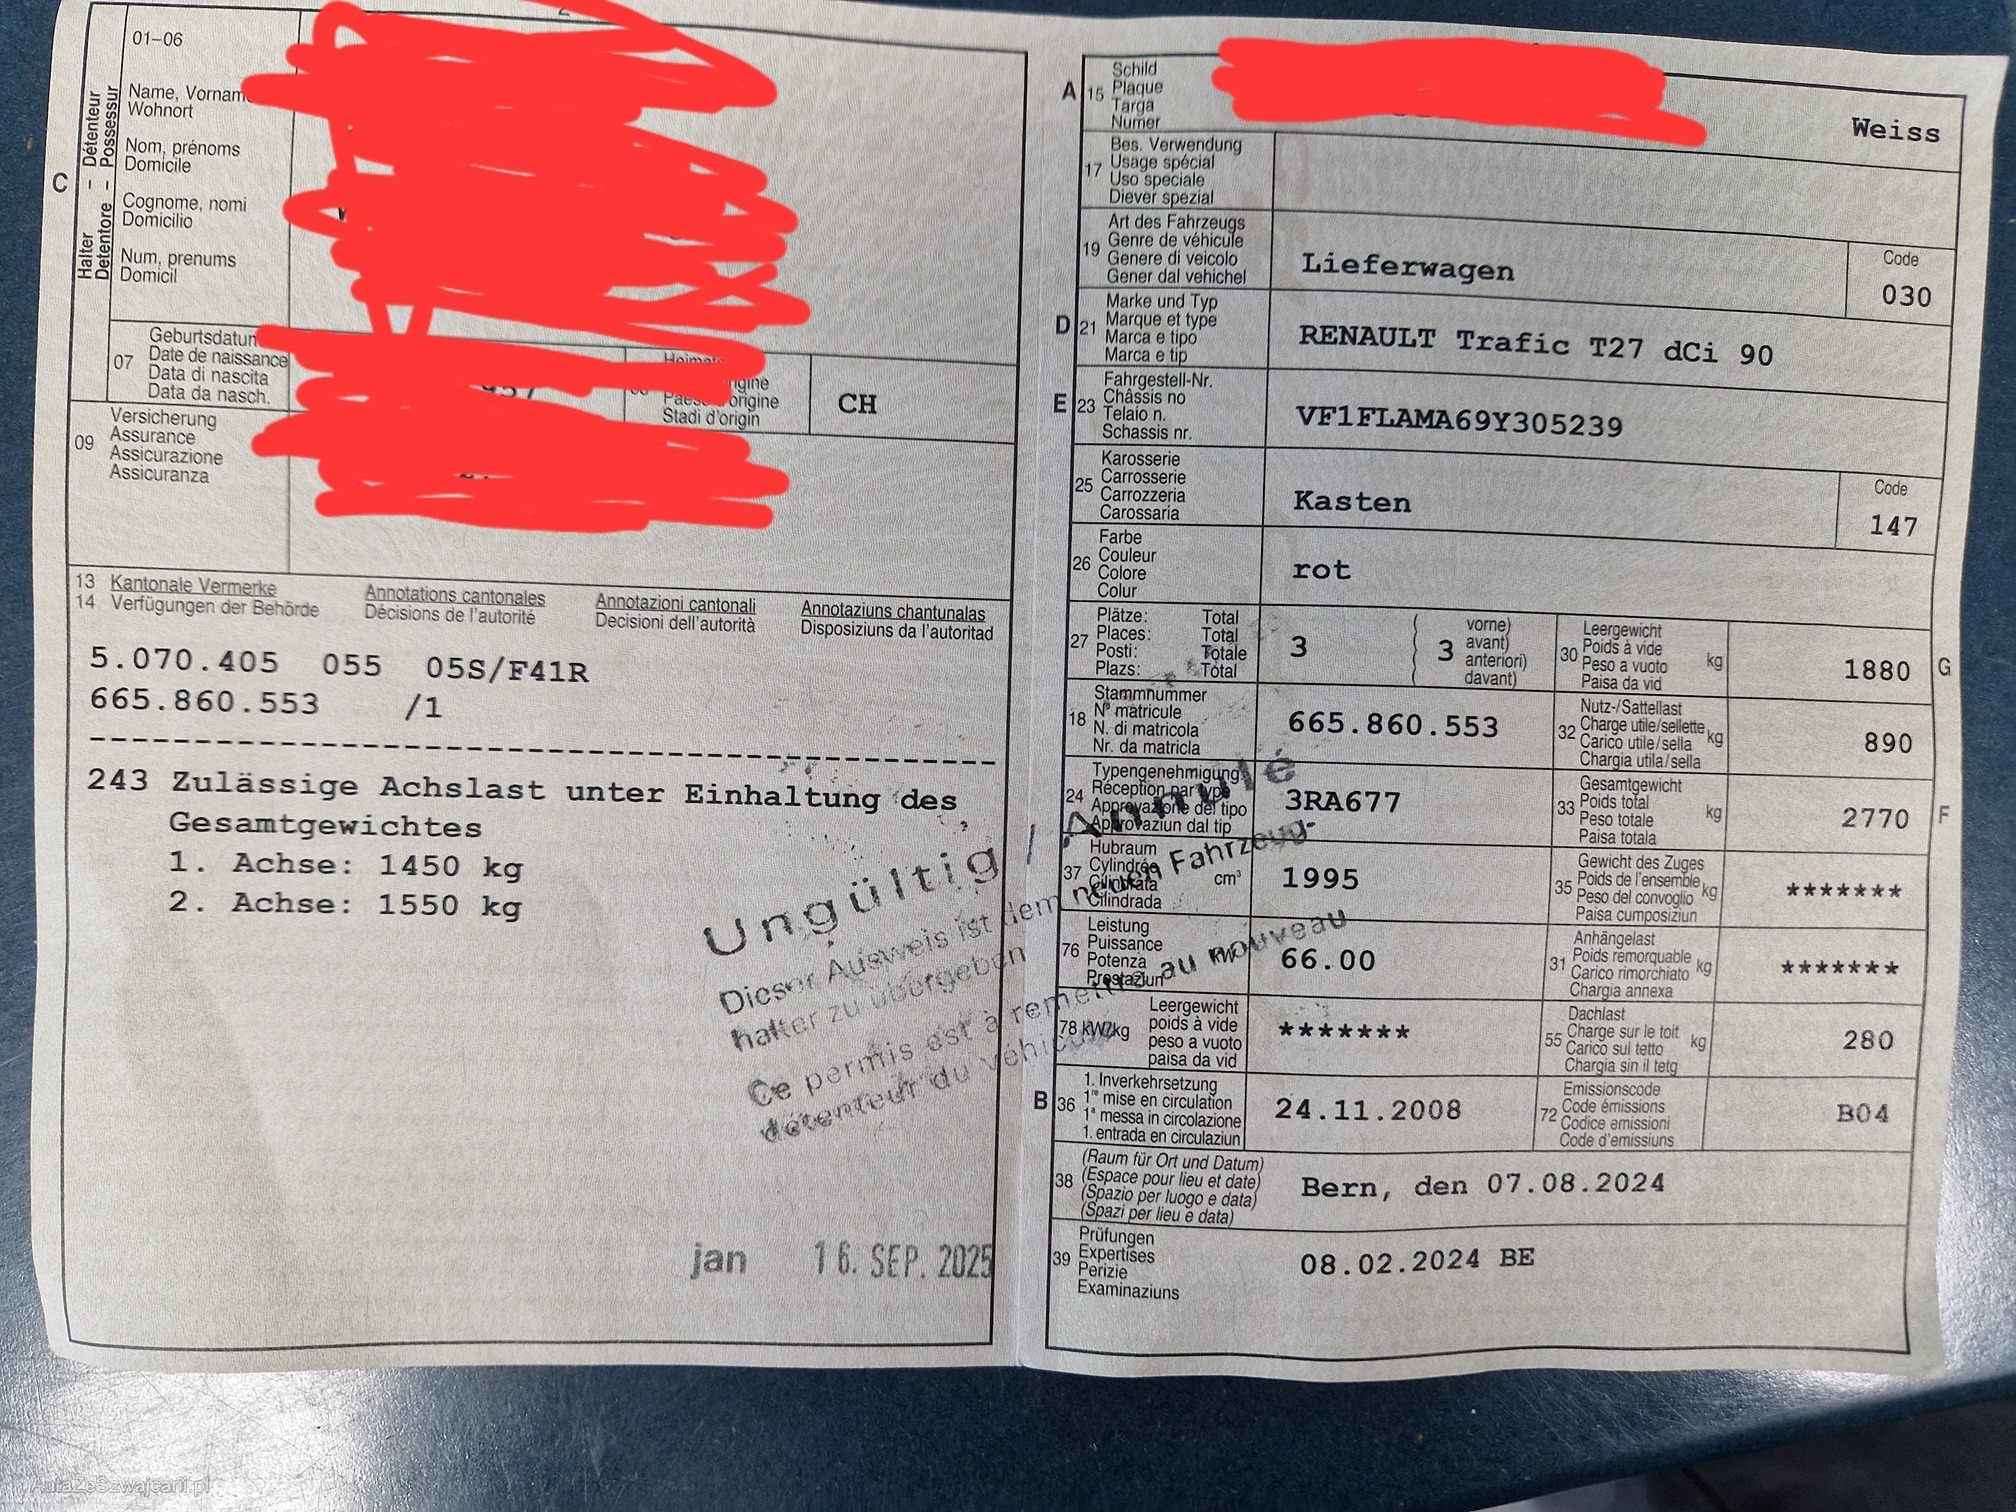 01-06
Halter - Détenteur
Detentore - Possessur
C
Name,
Wohnort
Nom, prénoms
Domicile
Cognome, nomi
Domicilio
Num, prenums
Domicil
07
Date de naissance
Data di nascita
Data da nasch.
origine
Stadi d'origin
CH
09
Versicherung
Assurance
Assicurazione
Assicuranza
13 Kantonale Vermerke Annotations cantonales Annotazioni cantonali Annotaziuns chantunalas
14 Verfügungen der Behörde Décisions de l'autorité Decisioni dell'autorità Disposiziuns da l'autoritad
5.070.405 055 05S/F41R
665.860.553 /1
243 Zulässige Achslast unter Einhaltung des
Gesamtgewichtes
1. Achse: 1450 kg
2. Achse: 1550 kg
Ungültig / Annulé
Dieser Ausweis ist dem neuen Fahrzeug-
halter zu übergeben
Ce permis est à remettre au nouveau
détenteur du véhicule
jan 16. SEP. 2025
A 15
Schild
Plaque
Targa
Numer
Weiss
17
Bes. Verwendung
Usage spécial
Uso speciale
Diever spezial
19
Art des Fahrzeugs
Genre de véhicule
Genere di veicolo
Gener dal vehichel
Lieferwagen
Code
030
D 21
Marke und Typ
Marque et type
Marca e tipo
Marca e tip
RENAULT Trafic T27 dCi 90
E 23
Fahrgestell-Nr.
Châssis no
Telaio n.
Schassis nr.
VF1FLAMA69Y305239
25
Karosserie
Carrosserie
Carrozzeria
Carossaria
Kasten
Code
147
26
Farbe
Couleur
Colore
Colur
rot
27
Plätze: Total
Places: Total
Posti: Totale
Plazs: Total
3
3
vorne)
avant)
anteriori)
davant)
30
Leergewicht
Poids à vide
Peso a vuoto
Paisa da vid
kg
1880
G
18
Stammnummer
N° matricule
N. di matricola
Nr. da matricla
665.860.553
32
Nutz-/Sattellast
Charge utile/sellette
Carico utile/sella
Chargia utila/sella
kg
890
24
Typengenehmigung
Réception par type
Approvazione del tipo
Approvaziun dal tip
3RA677
33
Gesamtgewicht
Poids total
Peso totale
Paisa totala
kg
2770
F
37
Hubraum
Cylindrée
Cilindrata
Cilindrada
cm³
1995
35
Gewicht des Zuges
Poids de l'ensemble
Peso del convoglio
Paisa cumposiziun
kg
*******
76
Leistung
Puissance
Potenza
Prestaziun
kW
66.00
31
Anhängelast
Poids remorquable
Carico rimorchiato
Chargia annexa
kg
*******
78 kW/kg
Leergewicht
poids à vide
peso a vuoto
paisa da vid
*******
55
Dachlast
Charge sur le toit
Carico sul tetto
Chargia sin il tetg
kg
280
B 36
1. Inverkehrsetzung
1re mise en circulation
1a messa in circolazione
1. entrada en circulaziun
24.11.2008
72
Emissionscode
Code émissions
Codice emissioni
Code d'emissiuns
B04
38
(Raum für Ort und Datum)
(Espace pour lieu et date)
(Spazio per luogo e data)
(Spazi per lieu e data)
Bern, den 07.08.2024
39
Prüfungen
Expertises
Perizie
Examinaziuns
08.02.2024 BE
AutaZeSzwajcarii.pl